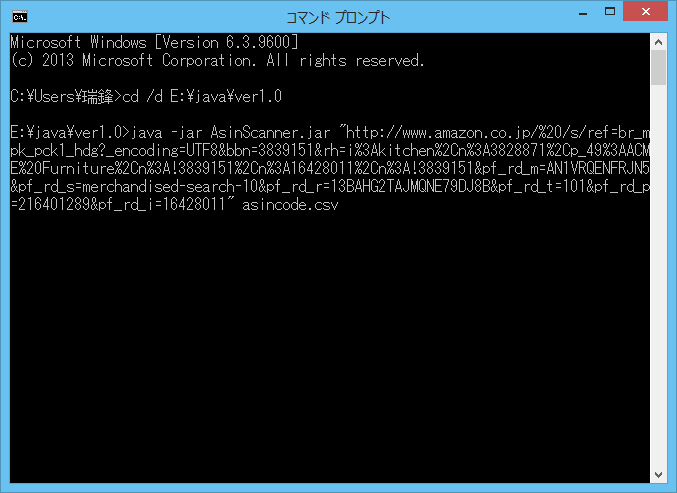 コマンド プロンプト
Microsoft Windows [Version 6.3.9600]
(c) 2013 Microsoft Corporation. All rights reserved.
C:¥Users¥瑞鋒>cd /d E:¥java¥ver1.0
E:¥java¥ver1.0>java -jar AsinScanner.jar "http://www.amazon.co.jp/%20/s/ref=br_m
pk_pck1_hdg?_encoding=UTF8&bbn=3839151&rh=i%3Akitchen%2Cn%3A3828871%2Cp_49%3AACM
E%20Furniture%2Cn%3A!3839151%2Cn%3A16428011%2Cn%3A!3839151&pf_rd_m=AN1VRQENFRJN5
&pf_rd_s=merchandised-search-10&pf_rd_r=13BAHG2TAJMQNE79DJ8B&pf_rd_t=101&pf_rd_p
=216401289&pf_rd_i=16428011" asincode.csv